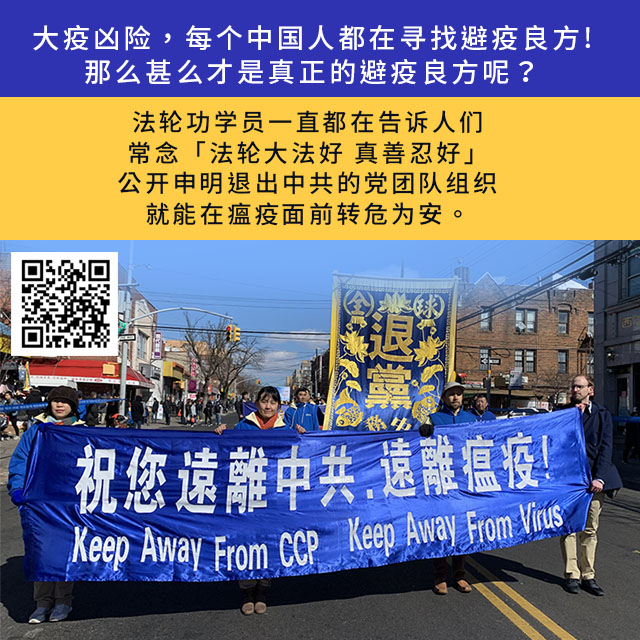 大疫凶险，每个中国人都在寻找避疫良方!
那么甚么才是真正的避疫良方呢？
法轮功学员一直都在告诉人们
常念「法轮大法好 真善忍好」
公开申明退出中共的党团队组织
就能在瘟疫面前转危为安。
全球
退
黨
祝您遠離中共.遠離瘟疫!
Keep Away From CCP Keep Away From Virus